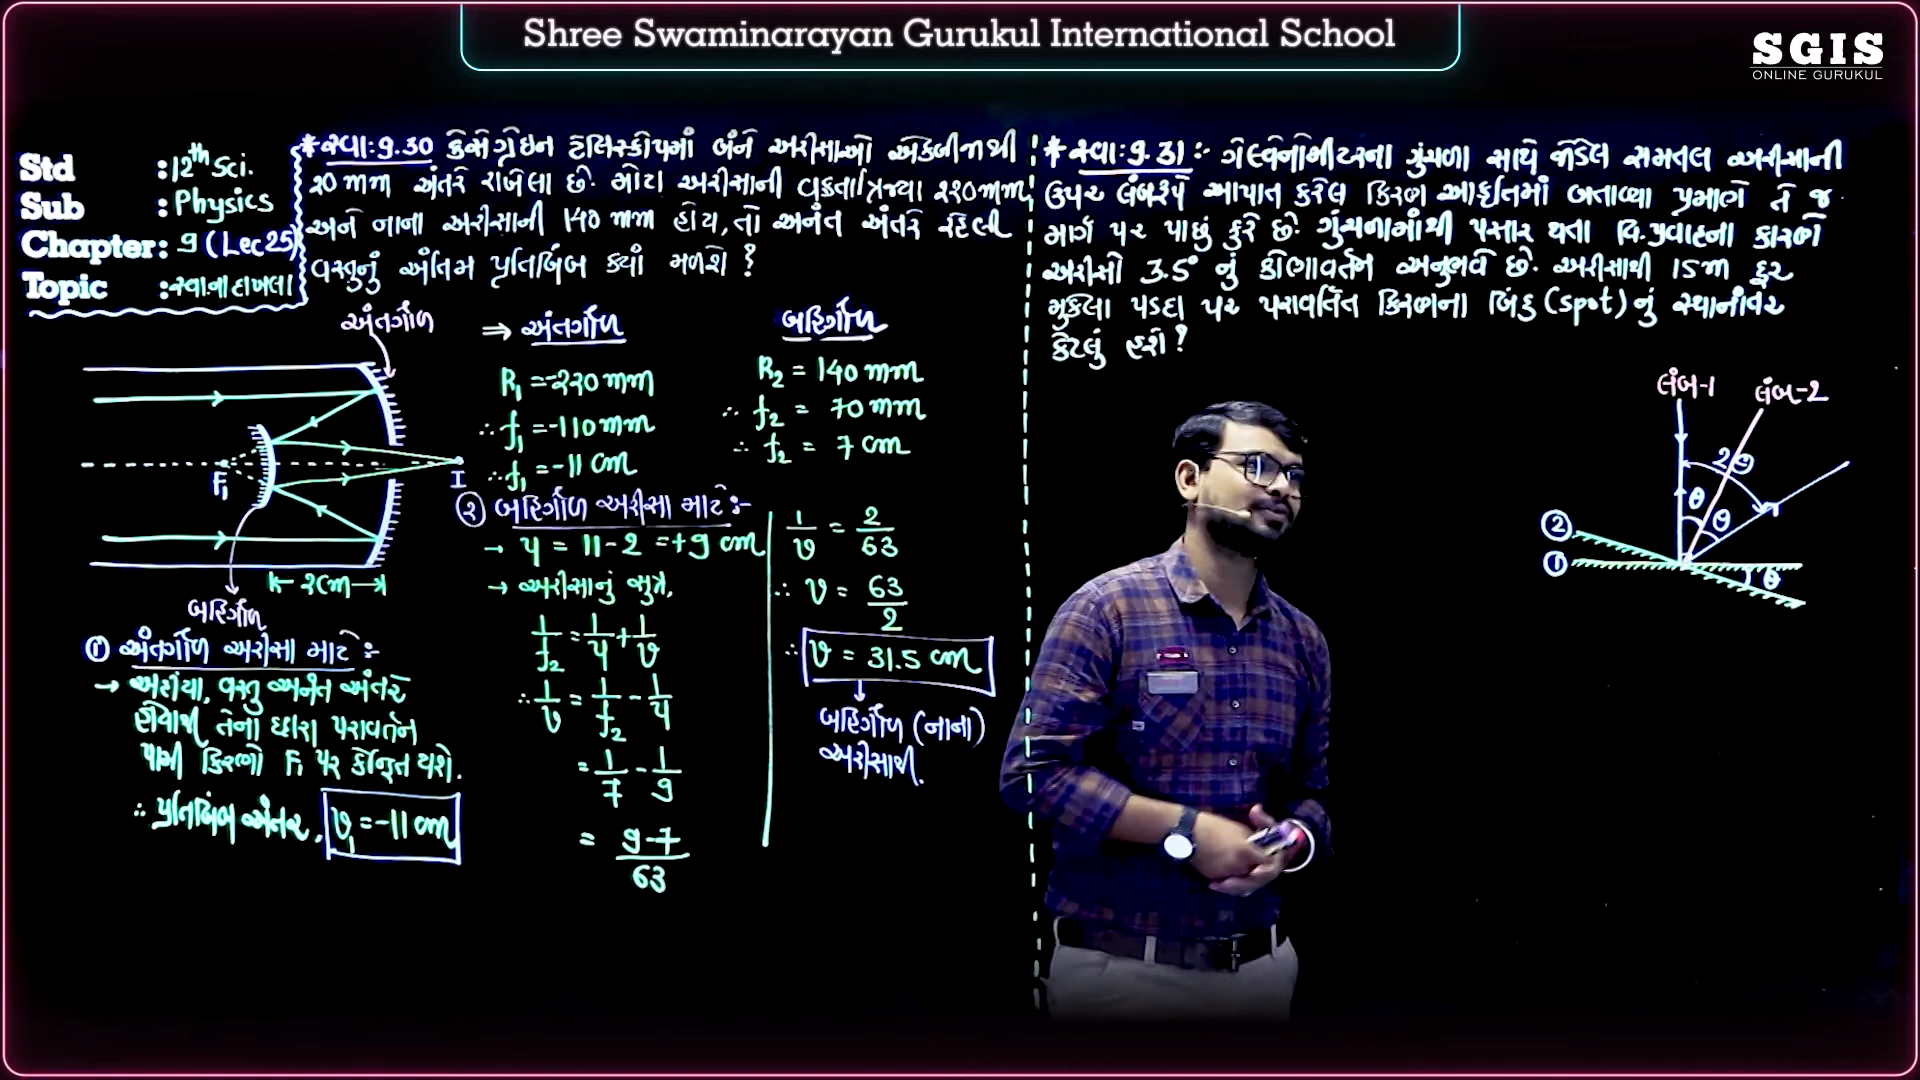 Shree Swaminarayan Gurukul International School
SGIS
ONLINE GURUKUL
Std : 12th Sci.
Sub : Physics
Chapter : 9 (Lec 25)
Topic : સ્વા.ના દાખલા
* સ્વા: 9.30 કેસેગ્રેઇન ટેલિસ્કોપમાં બંને અરીસાઓ એકબીજાથી
20 mm અંતરે રાખેલા છે. મોટા અરીસાની વક્રતાત્રિજ્યા 220 mm
અને નાના અરીસાની 140 mm હોય, તો અનંત અંતરે રહેલી
વસ્તુનું અંતિમ પ્રતિબિંબ ક્યાં મળશે ?
અંતર્ગોળ
F₁
I
← 2 cm →
બહિર્ગોળ
① અંતર્ગોળ અરીસા માટે :-
→ અહીંયા, વસ્તુ અનંત અંતરે
હોવાથી તેના દ્વારા પરાવર્તન
પામી કિરણો F₁ પર કેન્દ્રિત થશે.
∴ પ્રતિબિંબ અંતર, v₁ = -11 cm
⇒ અંતર્ગોળ
R₁ = -220 mm
∴ f₁ = -110 mm
∴ f₁ = -11 cm
બહિર્ગોળ
R₂ = 140 mm
∴ f₂ = 70 mm
∴ f₂ = 7 cm
② બહિર્ગોળ અરીસા માટે :-
→ u = 11 - 2 = +9 cm
→ અરીસાનું સૂત્ર,
1/f₂ = 1/u + 1/v
∴ 1/v = 1/f₂ - 1/u
= 1/7 - 1/9
= 9-7/63
1/v = 2/63
∴ v = 63/2
∴ v = 31.5 cm
બહિર્ગોળ (નાના)
અરીસાથી.
* સ્વા: 9.31 :- ગેલ્વેનોમીટરના ગુંચળા સાથે જોડેલ સમતલ અરીસાની
ઉપર લંબરૂપે આપાત કરેલ કિરણ આકૃતિમાં બતાવ્યા પ્રમાણે તે જ
માર્ગ પર પાછું ફરે છે. ગુંચળામાંથી પસાર થતા વિ.પ્રવાહના કારણે
અરીસો 3.5° નું કોણાવર્તન અનુભવે છે. અરીસાથી 15m દૂર
મુકેલા પડદા પર પરાવર્તિત કિરણના બિંદુ (spot) નું સ્થાનાંતર
કેટલું હશે ?
લંબ-1
લંબ-2
2θ
θ
θ
②
①
θ